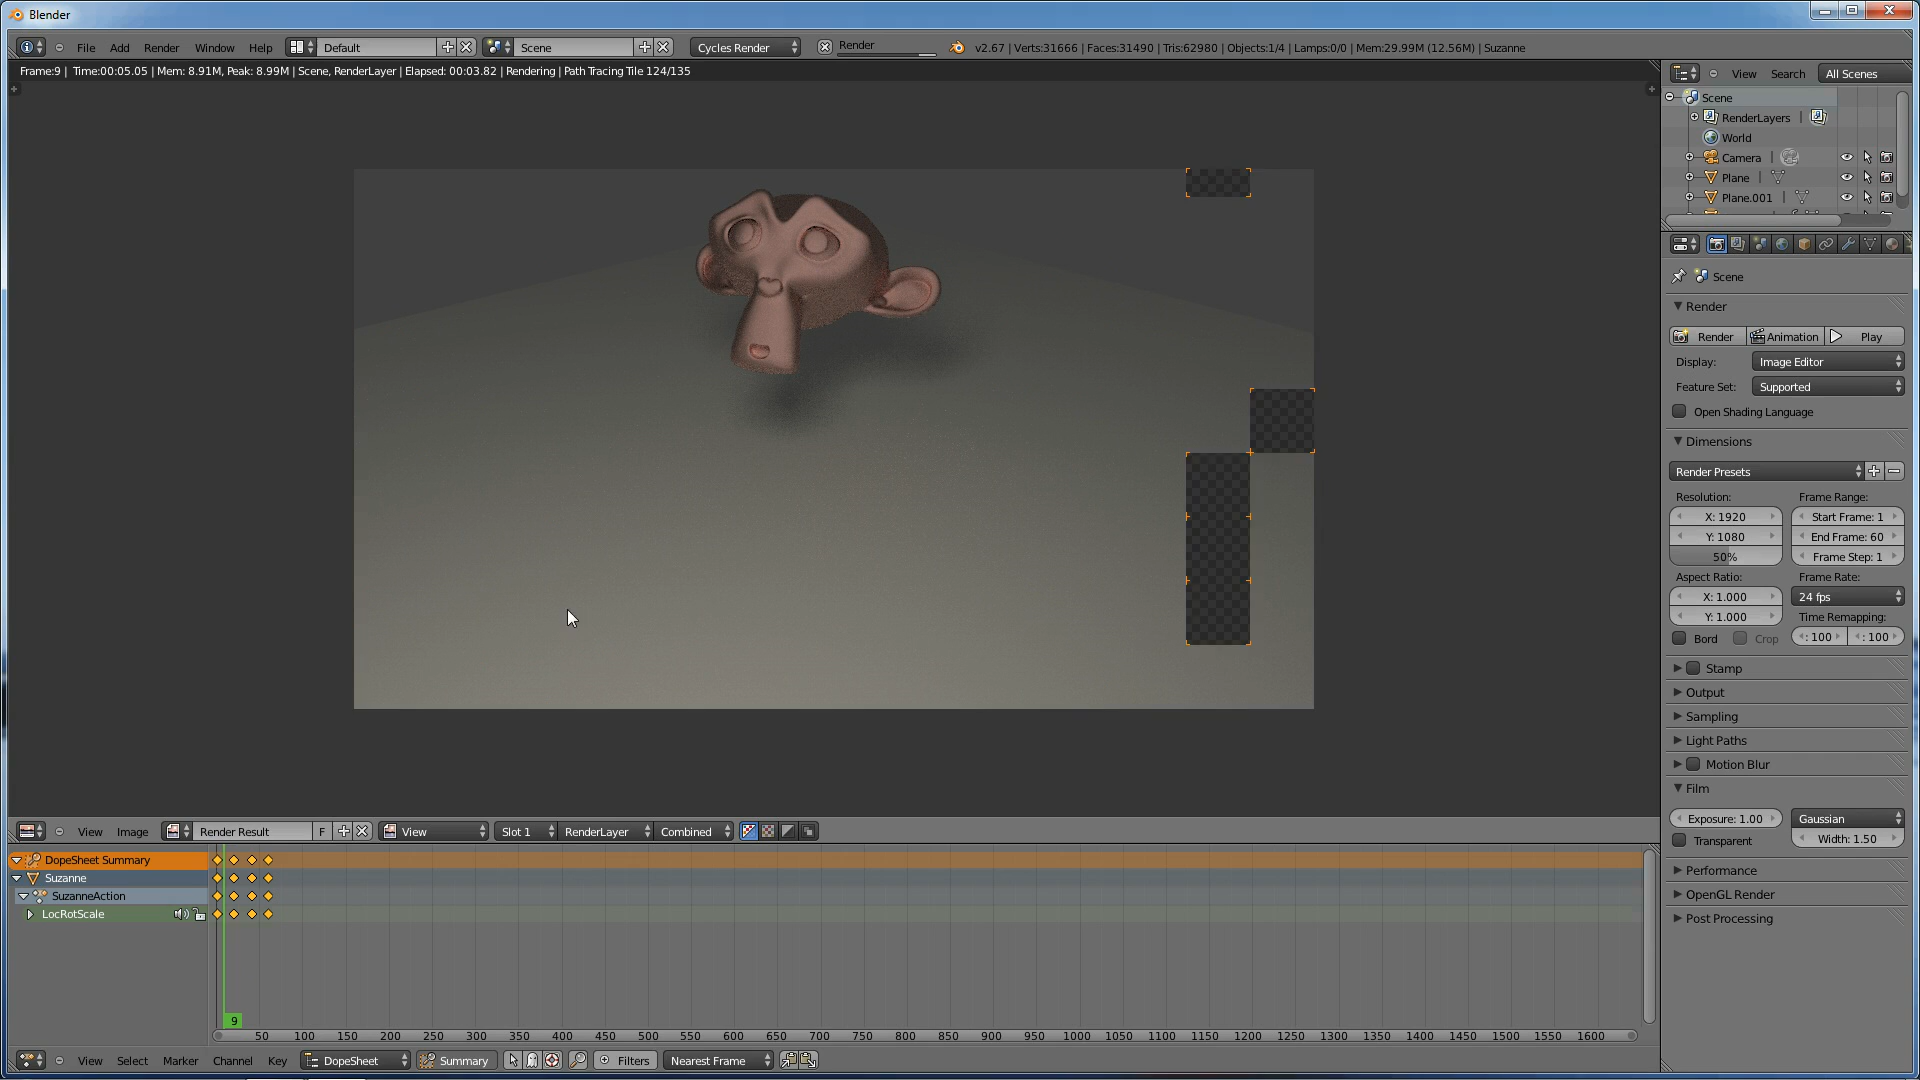 Blender
File Add Render Window Help Default Scene Cycles Render Render v2.67 | Verts:31666 | Faces:31490 | Tris:62980 | Objects:1/4 | Lamps:0/0 | Mem:29.99M (12.56M) | Suzanne
Frame:9 | Time:00:05.05 | Mem: 8.91M, Peak: 8.99M | Scene, RenderLayer | Elapsed: 00:03.82 | Rendering | Path Tracing Tile 124/135
View Search All Scenes
Scene
RenderLayers |
World
Camera |
Plane |
Plane.001 |
Scene
Render
Render Animation Play
Display: Image Editor
Feature Set: Supported
Open Shading Language
Dimensions
Render Presets
Resolution: Frame Range:
X: 1920 Start Frame: 1
Y: 1080 End Frame: 60
50% Frame Step: 1
Aspect Ratio: Frame Rate:
X: 1.000 24 fps
Y: 1.000 Time Remapping:
Bord Crop : 100 : 100
Stamp
Output
Sampling
Light Paths
Motion Blur
Film
Exposure: 1.00 Gaussian
Transparent Width: 1.50
Performance
OpenGL Render
Post Processing
View Image Render Result F View Slot 1 RenderLayer Combined
DopeSheet Summary
Suzanne
SuzanneAction
LocRotScale
9
50 100 150 200 250 300 350 400 450 500 550 600 650 700 750 800 850 900 950 1000 1050 1100 1150 1200 1250 1300 1350 1400 1450 1500 1550 1600
View Select Marker Channel Key DopeSheet Summary Filters Nearest Frame